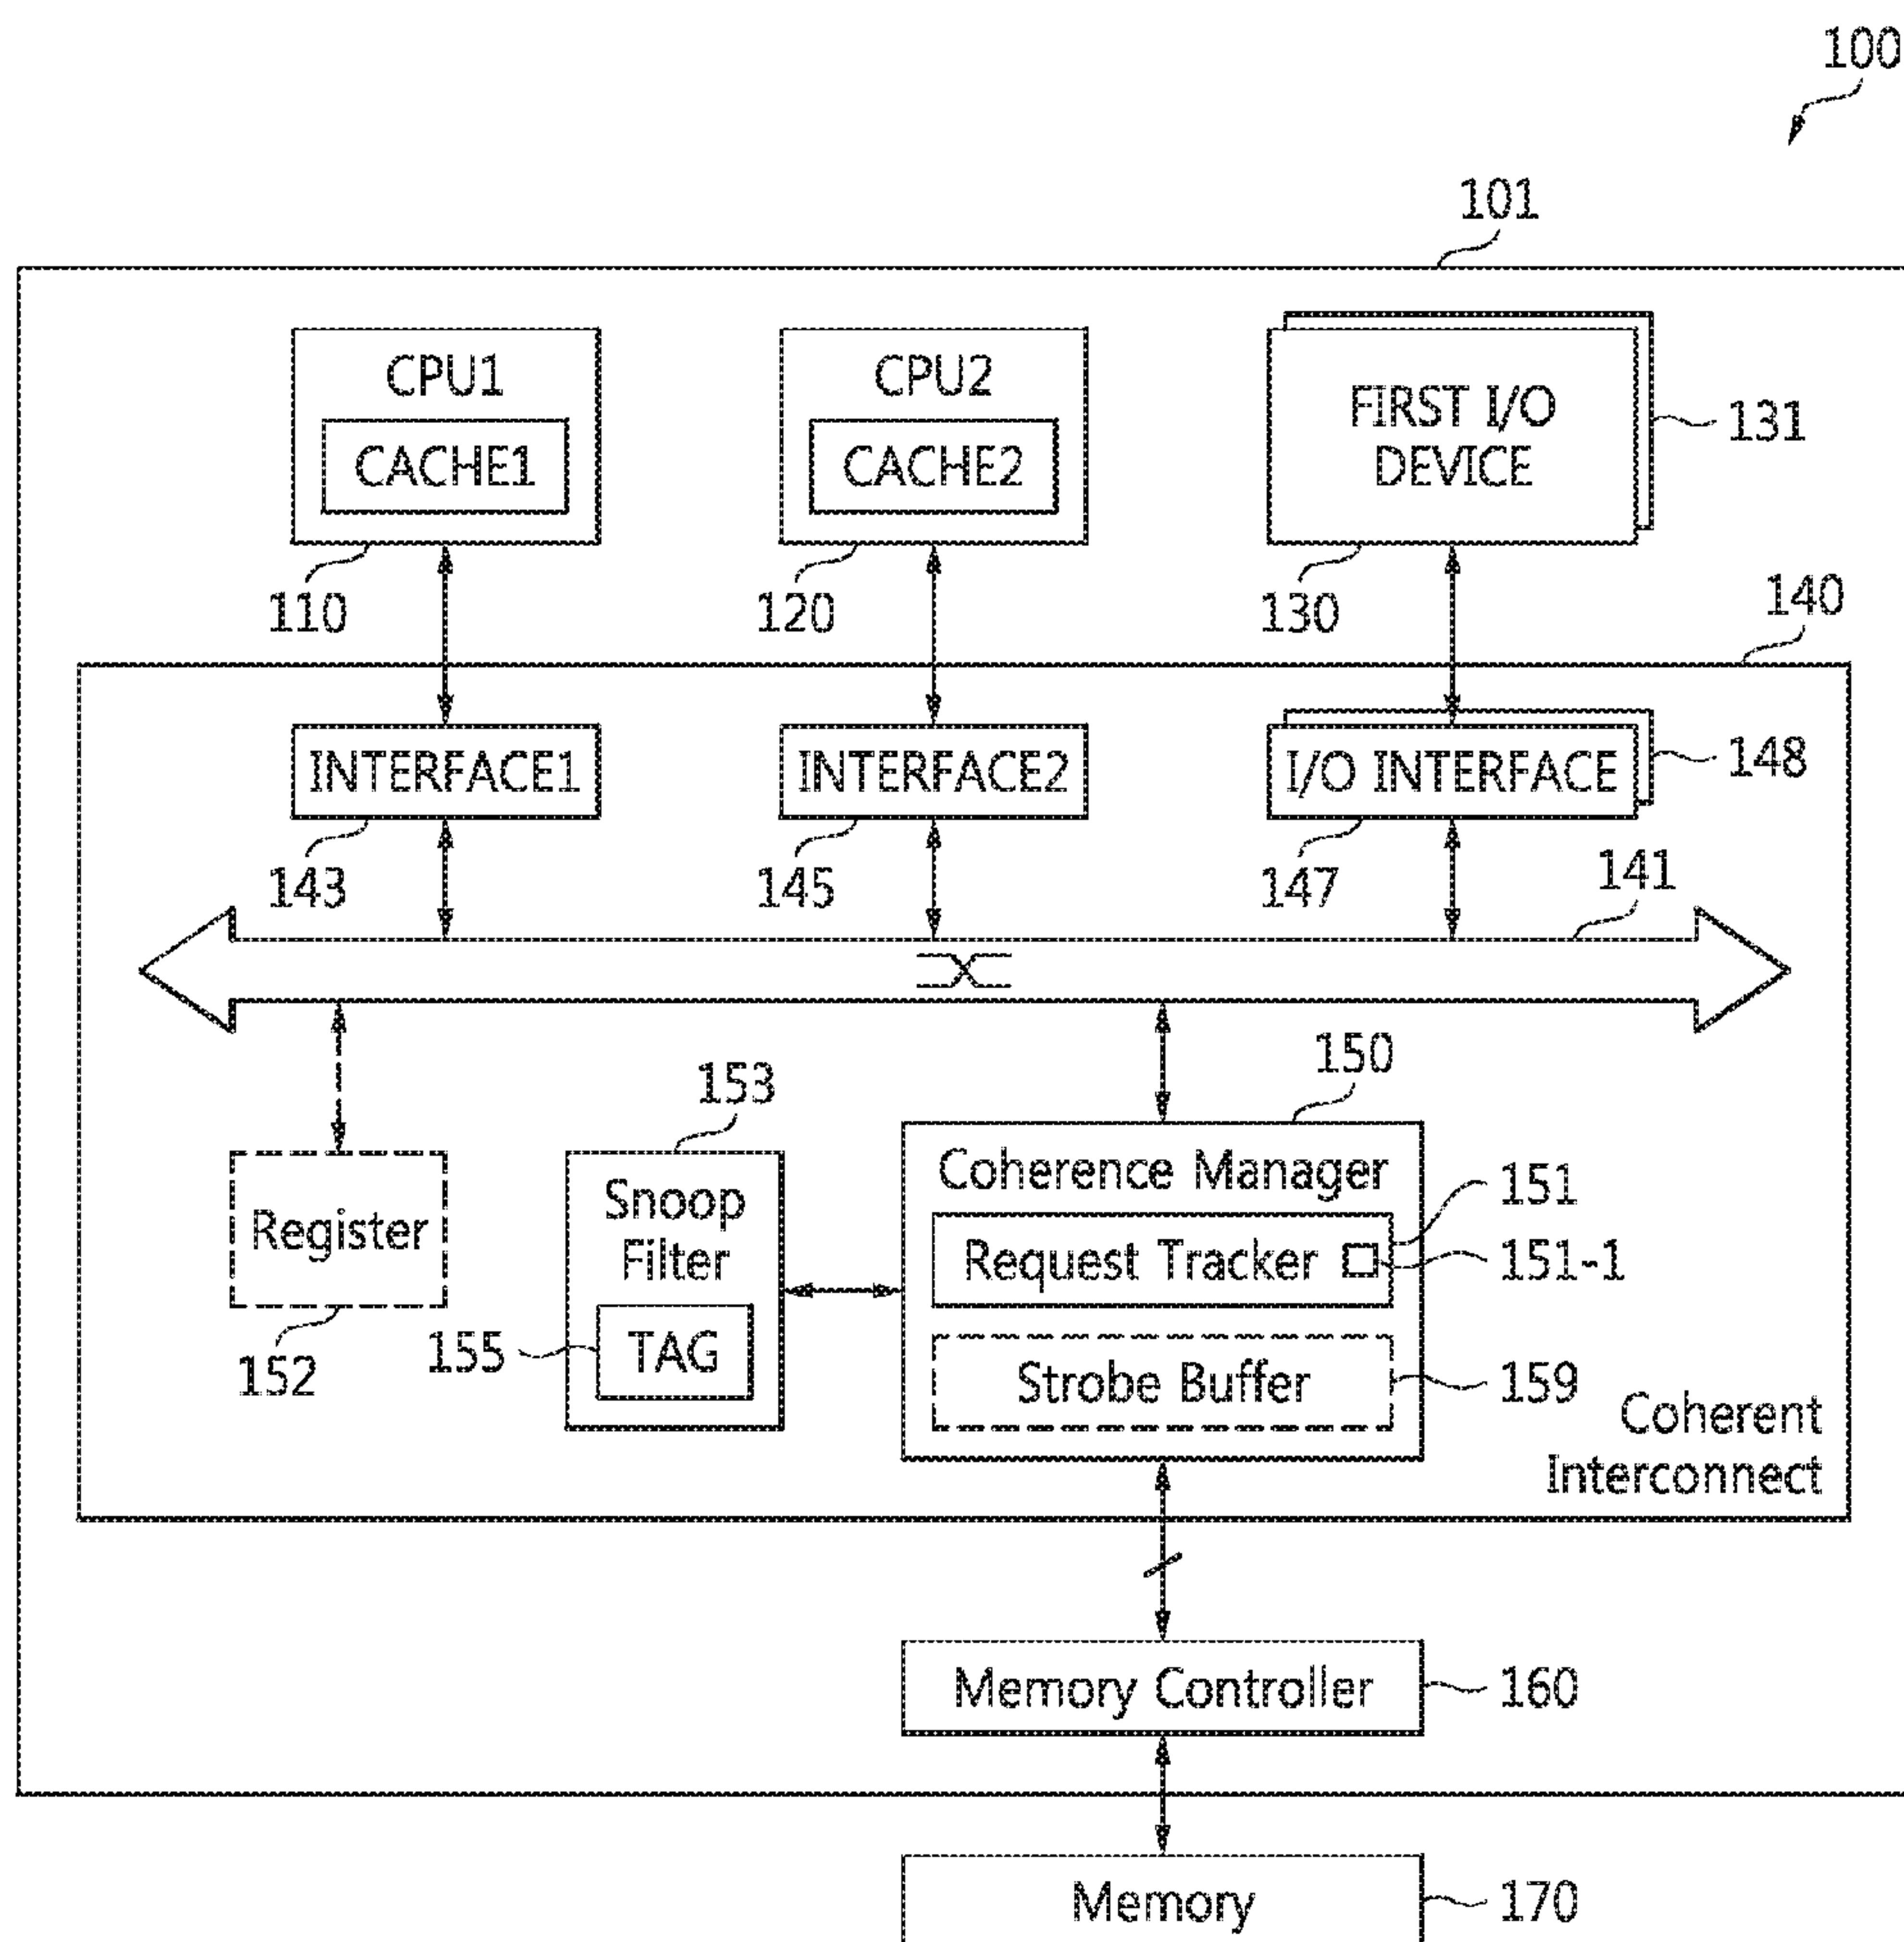 100
101
CPU1
CACHE1
CPU2
CACHE2
FIRST I/O
DEVICE
131
110
120
130
140
INTERFACE1
INTERFACE2
I/O INTERFACE
148
143
145
147
141
153
150
Register
152
Snoop
Filter
155
TAG
Coherence Manager
Request Tracker
151
151-1
Strobe Buffer
159
Coherent
Interconnect
Memory Controller
160
Memory
170